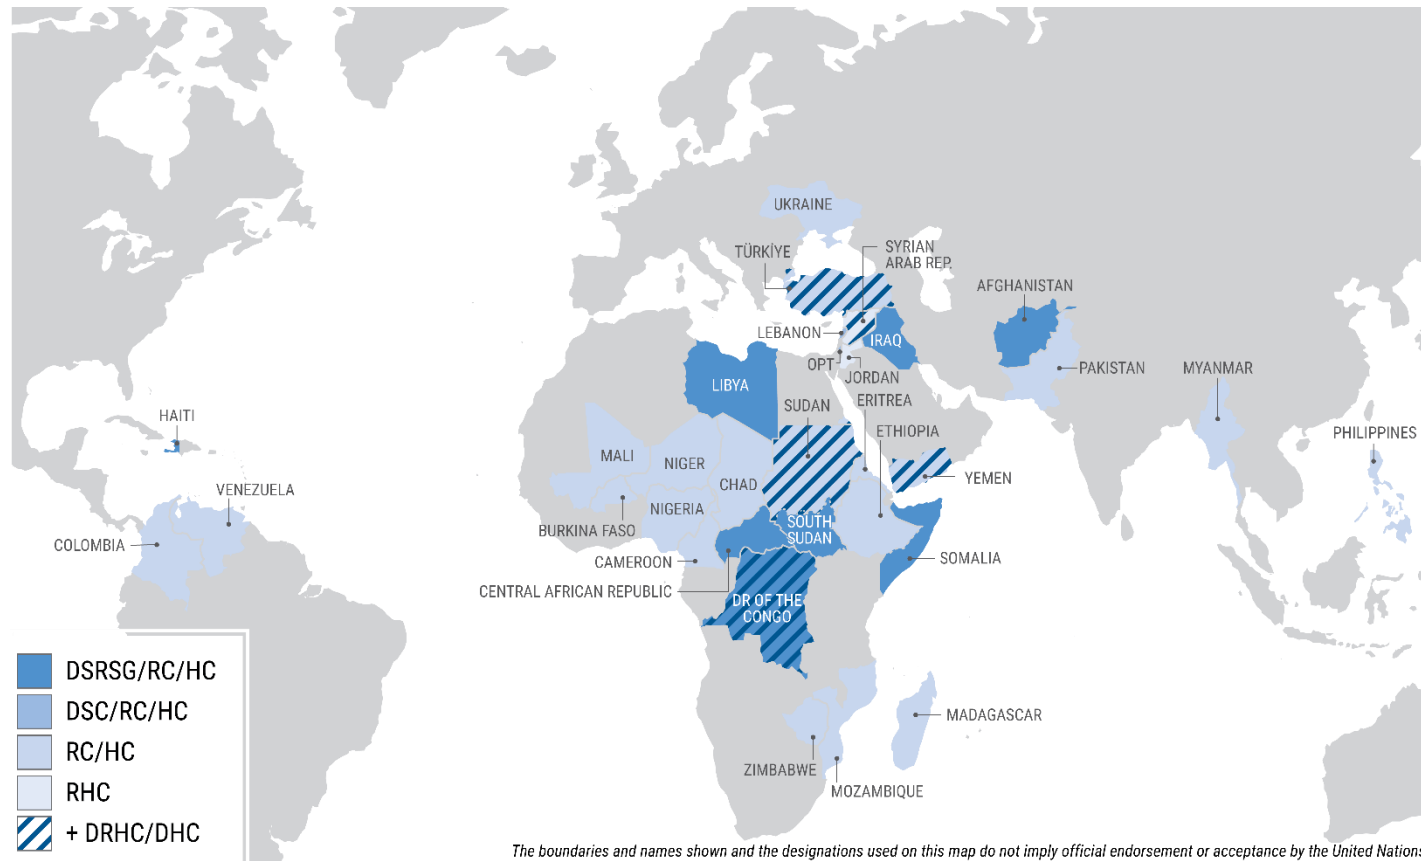 UKRAINE
TÜRKİYE
SYRIAN
ARAB REP.
AFGHANISTAN
LEBANON
IRAQ
OPT
JORDAN
PAKISTAN
MYANMAR
LIBYA
SUDAN
ERITREA
HAITI
ETHIOPIA
PHILIPPINES
MALI
NIGER
CHAD
YEMEN
VENEZUELA
NIGERIA
BURKINA FASO
SOUTH
SUDAN
COLOMBIA
CAMEROON
SOMALIA
CENTRAL AFRICAN REPUBLIC
DR OF THE
CONGO
MADAGASCAR
ZIMBABWE
MOZAMBIQUE
DSRSG/RC/HC
DSC/RC/HC
RC/HC
RHC
+ DRHC/DHC
The boundaries and names shown and the designations used on this map do not imply official endorsement or acceptance by the United Nation